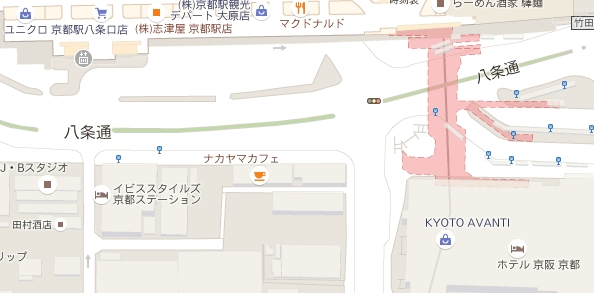 (株)京都駅観光
デパート 大原店
ユニクロ 京都駅八条口店
(株)志津屋 京都駅店
マクドナルド
らーめん酒家 驛麺
竹田
八条通
八条通
ナカヤマカフェ
J・Bスタジオ
イビススタイルズ
京都ステーション
田村酒店
リップ
KYOTO AVANTI
ホテル 京阪 京都